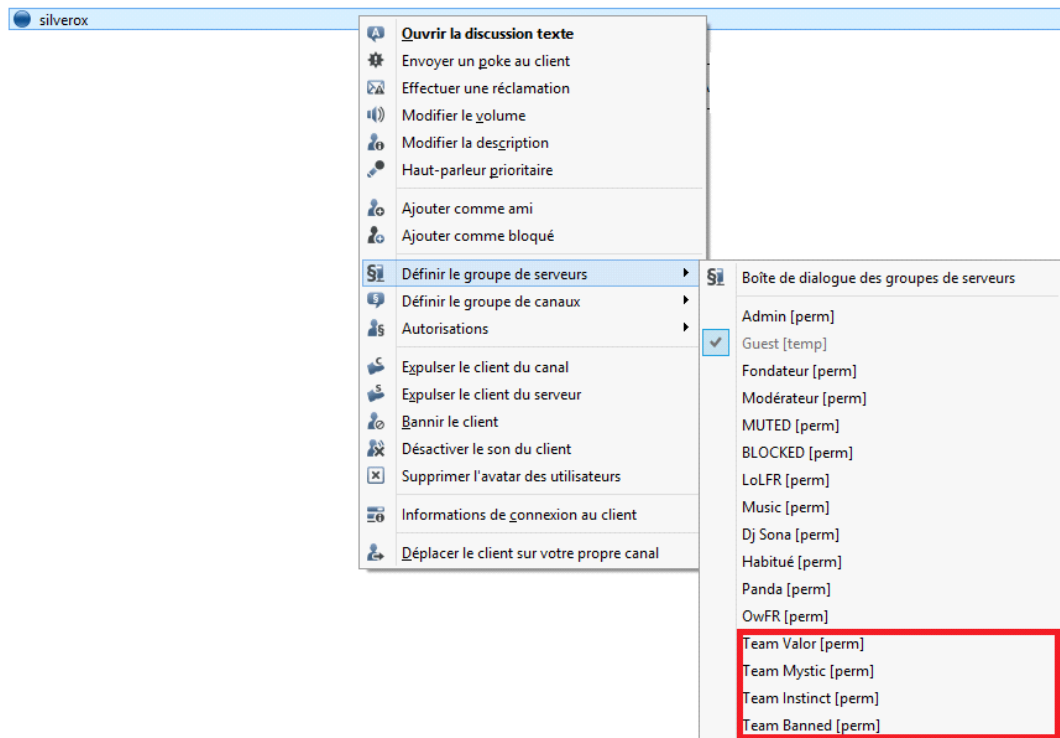 silverox
Ouvrir la discussion texte
Envoyer un poke au client
Effectuer une réclamation
Modifier le volume
Modifier la description
Haut-parleur prioritaire
Ajouter comme ami
Ajouter comme bloqué
Définir le groupe de serveurs
Définir le groupe de canaux
Autorisations
Expulser le client du canal
Expulser le client du serveur
Bannir le client
Désactiver le son du client
Supprimer l'avatar des utilisateurs
Informations de connexion au client
Déplacer le client sur votre propre canal
Boîte de dialogue des groupes de serveurs
Admin [perm]
Guest [temp]
Fondateur [perm]
Modérateur [perm]
MUTED [perm]
BLOCKED [perm]
LoLFR [perm]
Music [perm]
Dj Sona [perm]
Habitué [perm]
Panda [perm]
OwFR [perm]
Team Valor [perm]
Team Mystic [perm]
Team Instinct [perm]
Team Banned [perm]